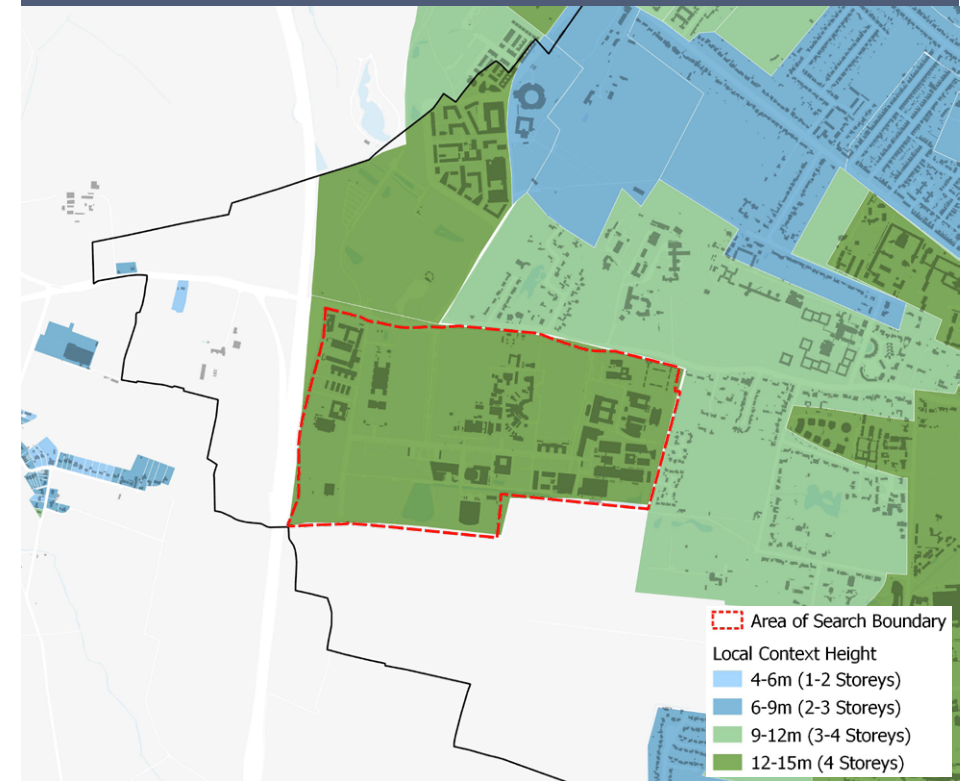 Area of Search Boundary
Local Context Height
4-6m (1-2 Storeys)
6-9m (2-3 Storeys)
9-12m (3-4 Storeys)
12-15m (4 Storeys)